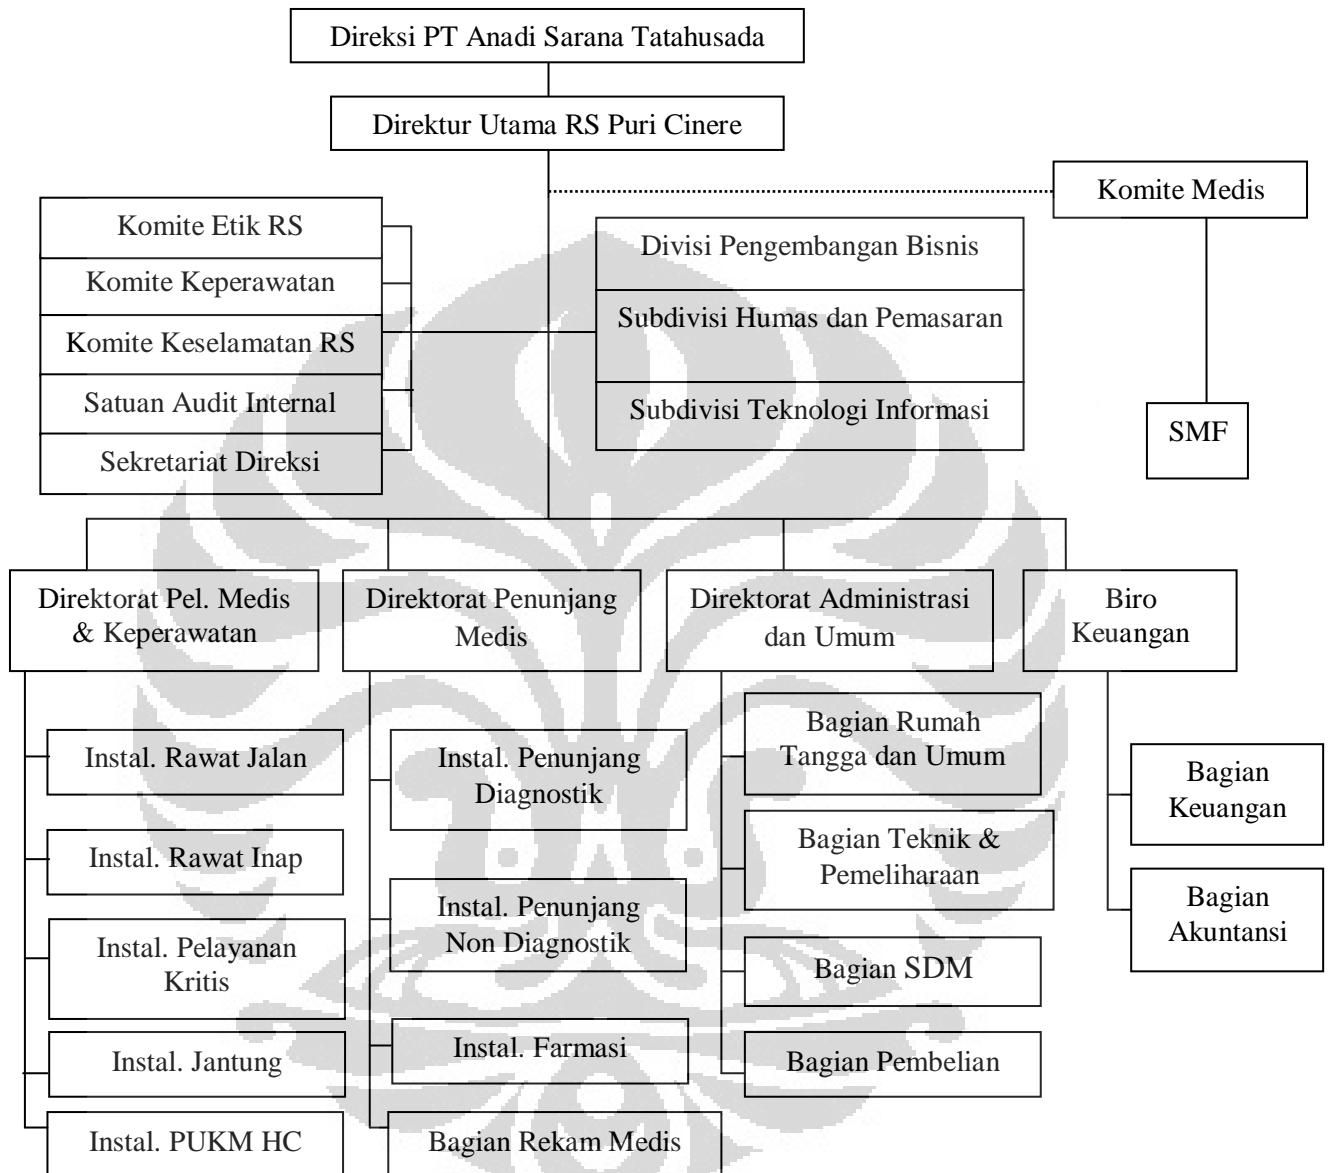 Direksi PT Anadi Sarana Tatahusada
Direktur Utama RS Puri Cinere
Komite Medis
Komite Etik RS
Komite Keperawatan
Komite Keselamatan RS
Satuan Audit Internal
Sekretariat Direksi
Divisi Pengembangan Bisnis
Subdivisi Humas dan Pemasaran
Subdivisi Teknologi Informasi
SMF
Direktorat Pel. Medis
& Keperawatan
Direktorat Penunjang
Medis
Direktorat Administrasi
dan Umum
Biro
Keuangan
Instal. Rawat Jalan
Instal. Rawat Inap
Instal. Pelayanan
Kritis
Instal. Jantung
Instal. PUKM HC
Instal. Penunjang
Diagnostik
Instal. Penunjang
Non Diagnostik
Instal. Farmasi
Bagian Rekam Medis
Bagian Rumah
Tangga dan Umum
Bagian Teknik &
Pemeliharaan
Bagian SDM
Bagian Pembelian
Bagian
Keuangan
Bagian
Akuntansi